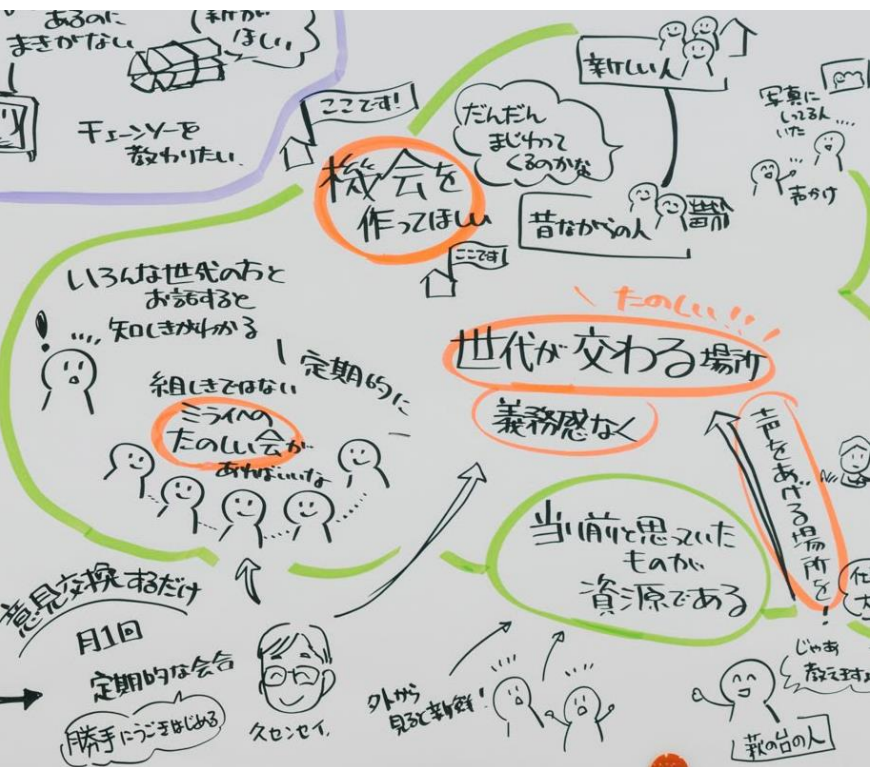 あるのに
まきがない
ほしい
チェーンソーを
教わりたい
ここです!
機会を
作ってほしい
だんだん
まじわって
くるのかな
新しい人
昔ながらの人
ここです!
写真に
いた
声かけ
いろんな世代の方と
お話すると
知しきがわかる
定期的に
組しきではない
ミライへの
たのしい会が
あればいいな
たのしい!!
世代が交わる場所
義務感なく
声をあげる場所を!
当り前と思っていた
ものが
資源である
意見交換するだけ
月1回
定期的な会合
勝手にうごきはじめる
久センセイ
外から
見ると新鮮!
じゃあ
教えますよ
萩の台の人